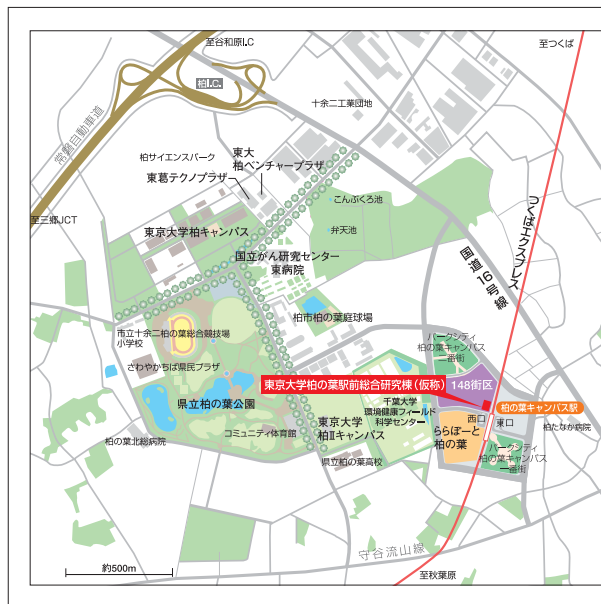 至谷和原I.C
至つくば
柏I.C.
常磐自動車道
十余二工業団地
柏サイエンスパーク
東大
柏ベンチャープラザ
東葛テクノプラザ
こんぶくろ池
つくばエクスプレス
至三郷JCT
東京大学柏キャンパス
弁天池
国立がん研究センター
東病院
国道16号線
柏市柏の葉庭球場
市立十余二
小学校
柏の葉総合競技場
パークシティ
柏の葉キャンパス
二番街
さわやかちば県民プラザ
東京大学柏の葉駅前総合研究棟(仮称)
148街区
千葉大学
環境健康フィールド
科学センター
県立柏の葉公園
柏の葉キャンパス駅
西口
東口
柏たなか病院
東京大学
柏Ⅱキャンパス
ららぽーと
柏の葉
コミュニティ体育館
柏の葉北総病院
パークシティ
柏の葉キャンパス
一番街
県立柏の葉高校
守谷流山線
約500m
至秋葉原